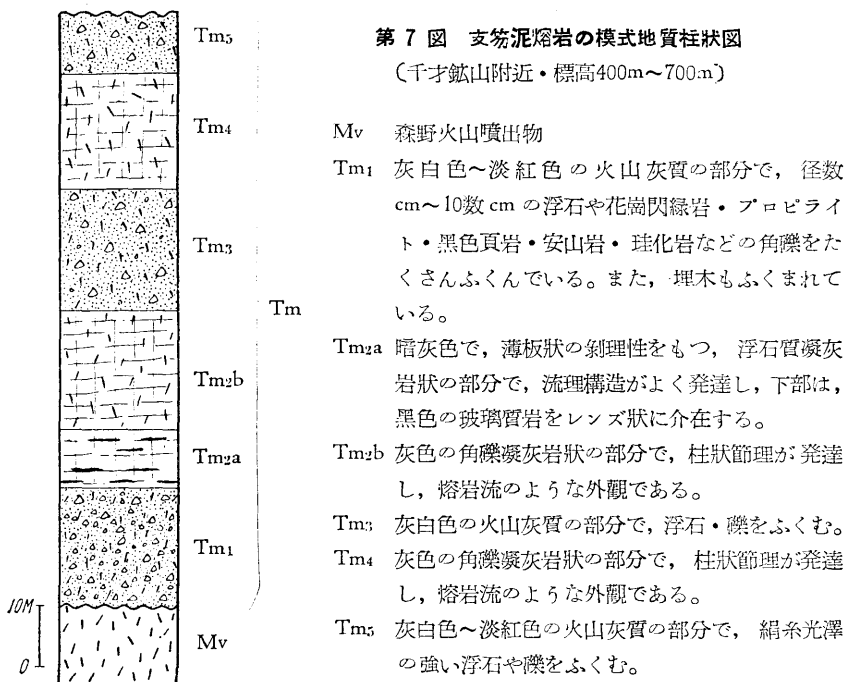 第7図 支笏泥熔岩の模式地質柱狀図
(千才鉱山附近・標高400m~700m)
Tm5
Tm4
Tm3
Tm
Tm2b
Tm2a
Tm1
Mv
10M
0
Mv 森野火山噴出物
Tm1 灰白色~淡紅色の火山灰質の部分で, 径数
cm~10数cmの浮石や花崗閃緑岩・プロピライ
ト・黑色頁岩・安山岩・珪化岩などの角礫をた
くさんふくんでいる。また, 埋木もふくまれて
いる。
Tm2a 暗灰色で, 薄板狀の剝理性をもつ, 浮石質凝灰
岩狀の部分で, 流理構造がよく発達し, 下部は,
黑色の玻璃質岩をレンズ狀に介在する。
Tm2b 灰色の角礫凝灰岩狀の部分で, 柱狀節理が発達
し, 熔岩流のような外觀である。
Tm3 灰白色の火山灰質の部分で, 浮石・礫をふくむ。
Tm4 灰色の角礫凝灰岩狀の部分で, 柱狀節理が発達
し, 熔岩流のような外觀である。
Tm5 灰白色~淡紅色の火山灰質の部分で, 絹糸光澤
の強い浮石や礫をふくむ。